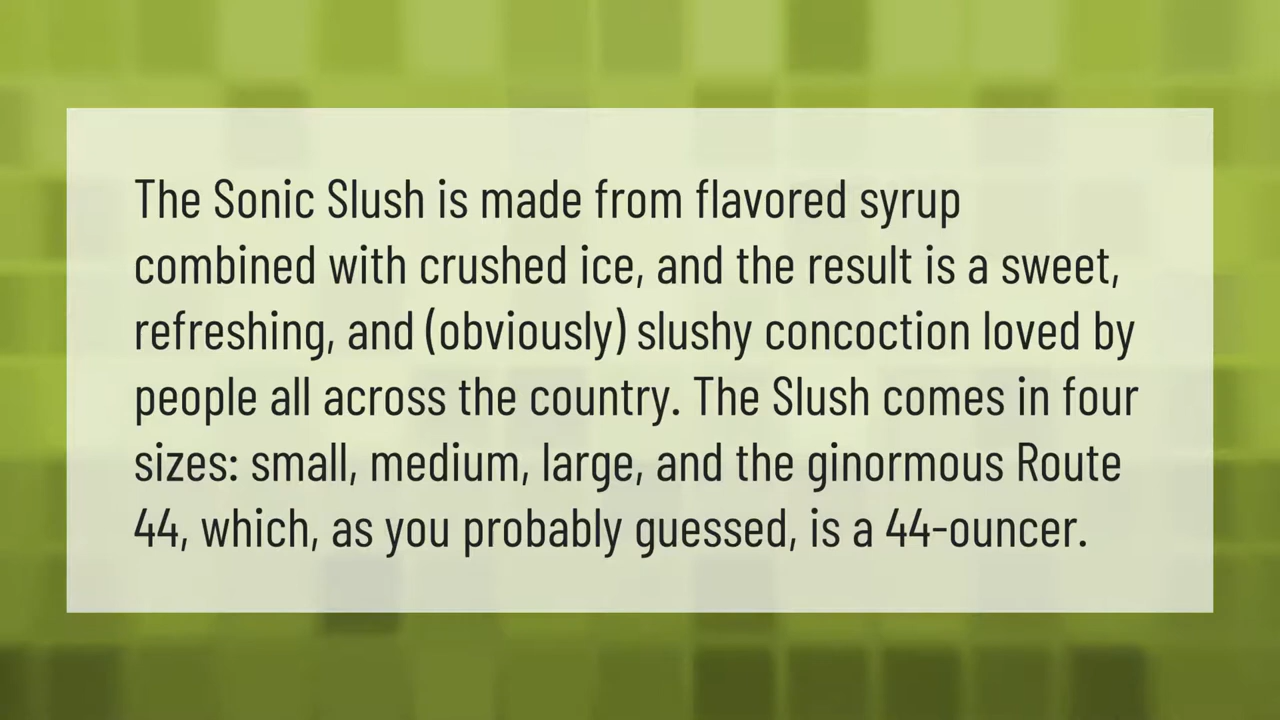 The Sonic Slush is made from flavored syrup
combined with crushed ice, and the result is a sweet,
refreshing, and (obviously) slushy concoction loved by
people all across the country. The Slush comes in four
sizes: small, medium, large, and the ginormous Route
44, which, as you probably guessed, is a 44-ouncer.